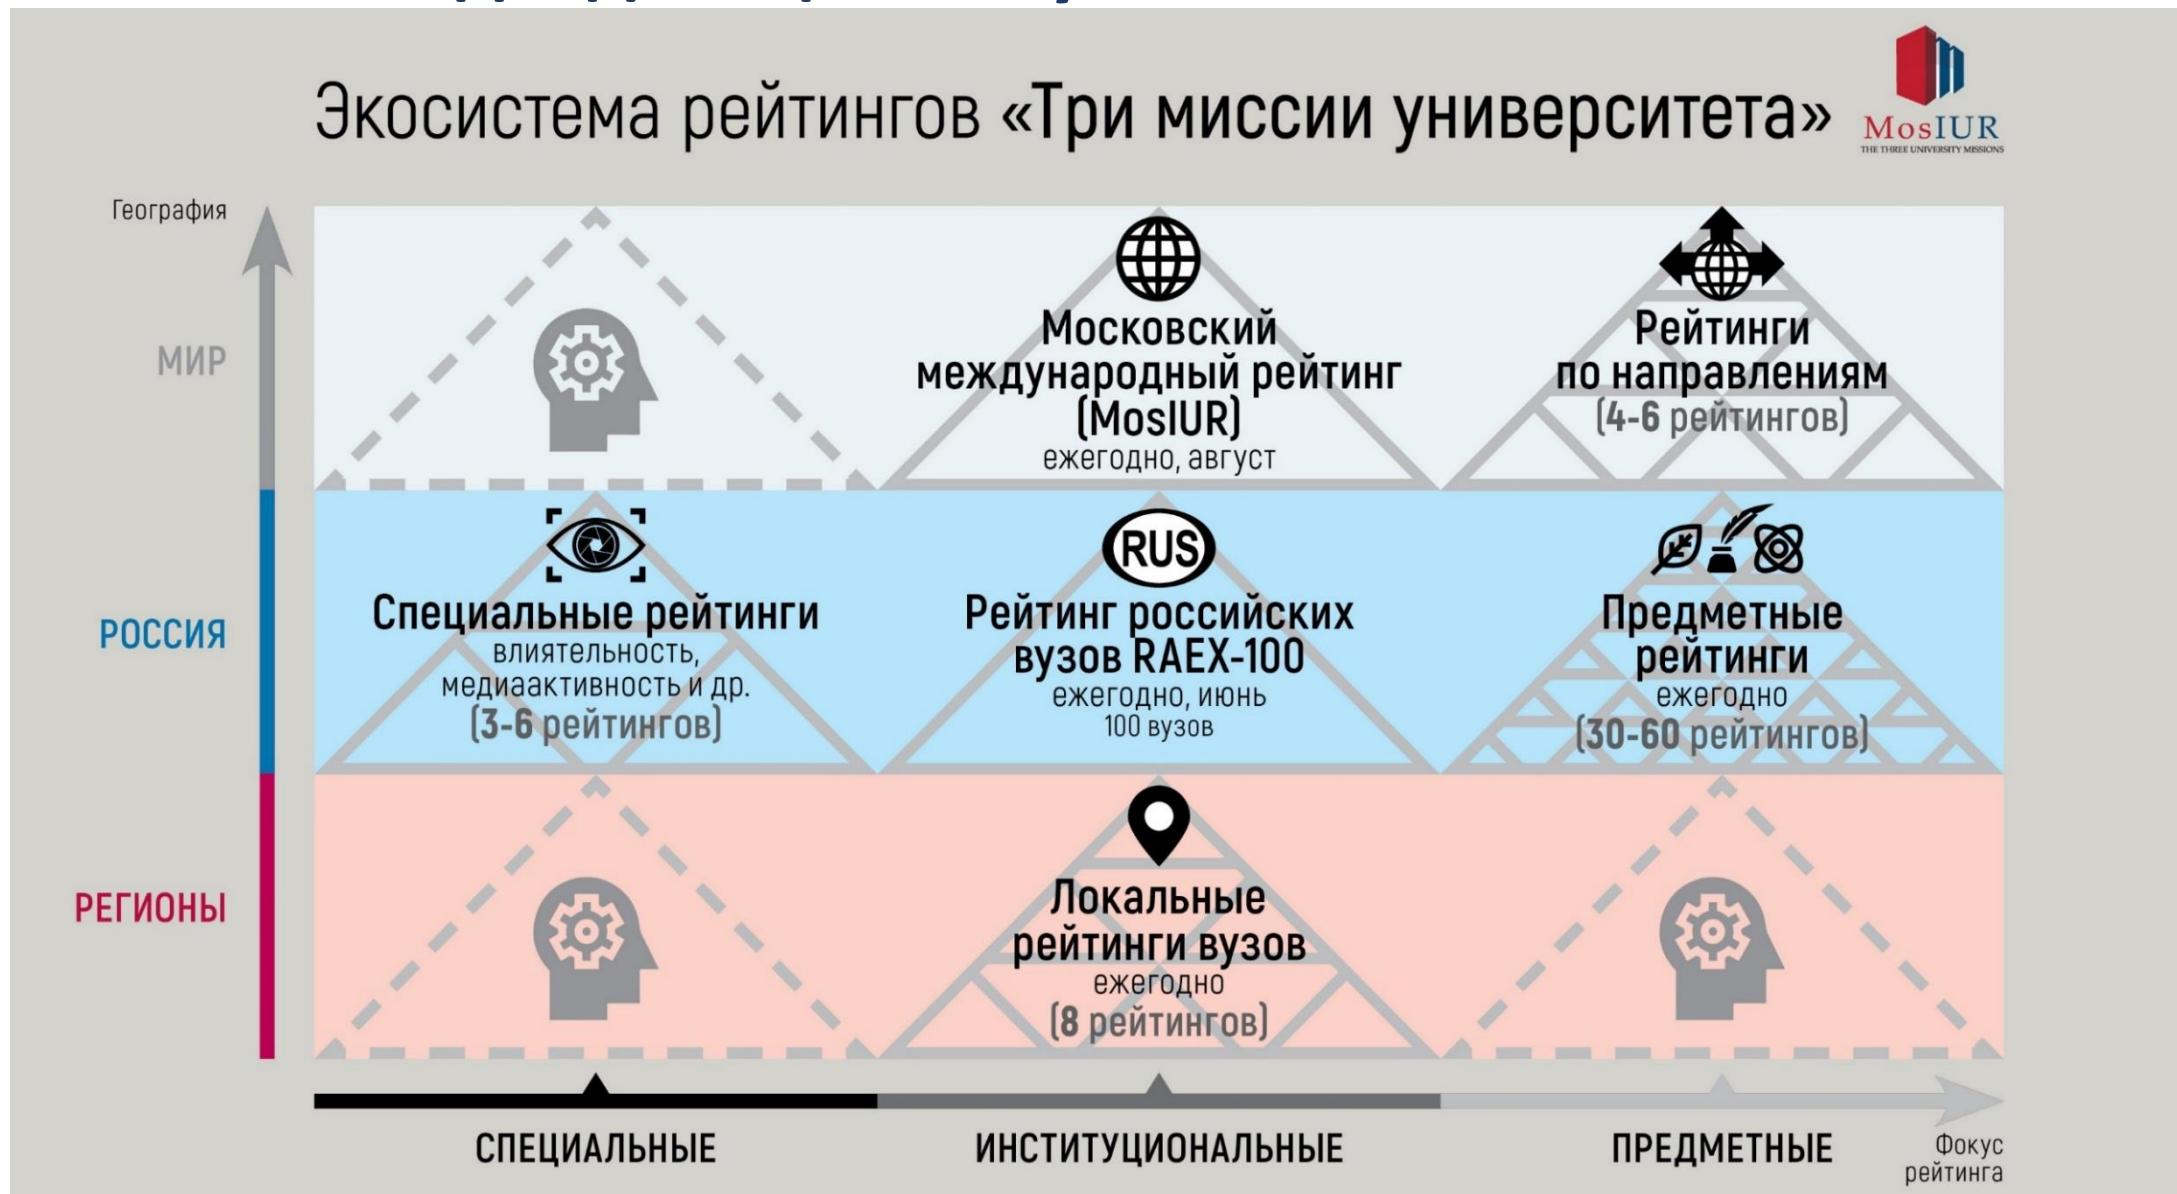 Экосистема рейтингов «Три миссии университета»
MosIUR
THE THREE UNIVERSITY MISSIONS
География
МИР
Московский
международный рейтинг
(MosIUR)
ежегодно, август
Рейтинги
по направлениям
(4-6 рейтингов)
РОССИЯ
Специальные рейтинги
влиятельность,
медиаактивность и др.
(3-6 рейтингов)
RUS
Рейтинг российских
вузов RAEX-100
ежегодно, июнь
100 вузов
Предметные
рейтинги
ежегодно
(30-60 рейтингов)
РЕГИОНЫ
Локальные
рейтинги вузов
ежегодно
(8 рейтингов)
СПЕЦИАЛЬНЫЕ
ИНСТИТУЦИОНАЛЬНЫЕ
ПРЕДМЕТНЫЕ
Фокус
рейтинга